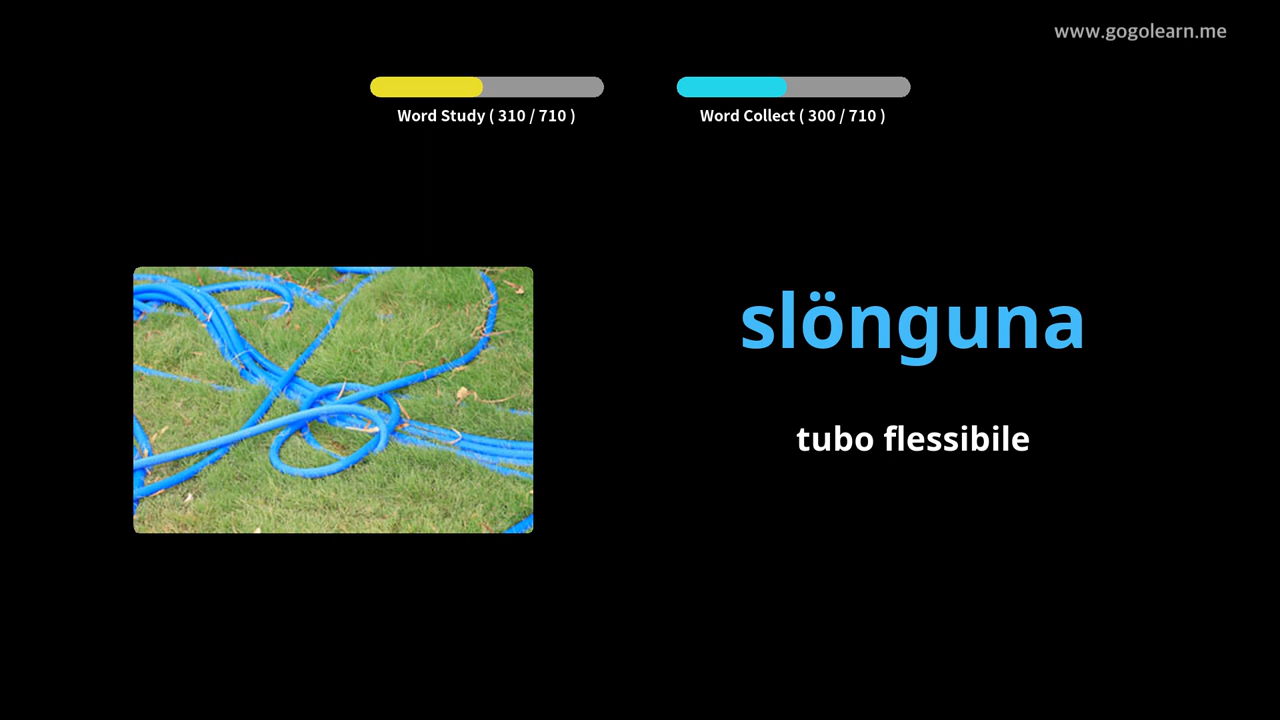 www.gogolearn.me
Word Study ( 310 / 710 )
Word Collect ( 300 / 710 )
slönguna
tubo flessibile